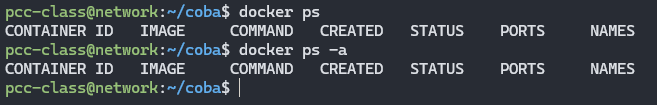 pcc-class@network:~/coba$ docker ps
CONTAINER ID   IMAGE     COMMAND   CREATED   STATUS    PORTS     NAMES
pcc-class@network:~/coba$ docker ps -a
CONTAINER ID   IMAGE     COMMAND   CREATED   STATUS    PORTS     NAMES
pcc-class@network:~/coba$